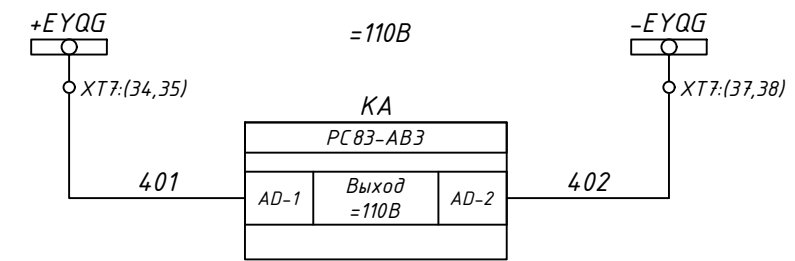 +EYQG
=110В
-EYQG
XT7:(34,35)
XT7:(37,38)
KA
РС83-АВ3
401
AD-1
Выход
=110В
AD-2
402